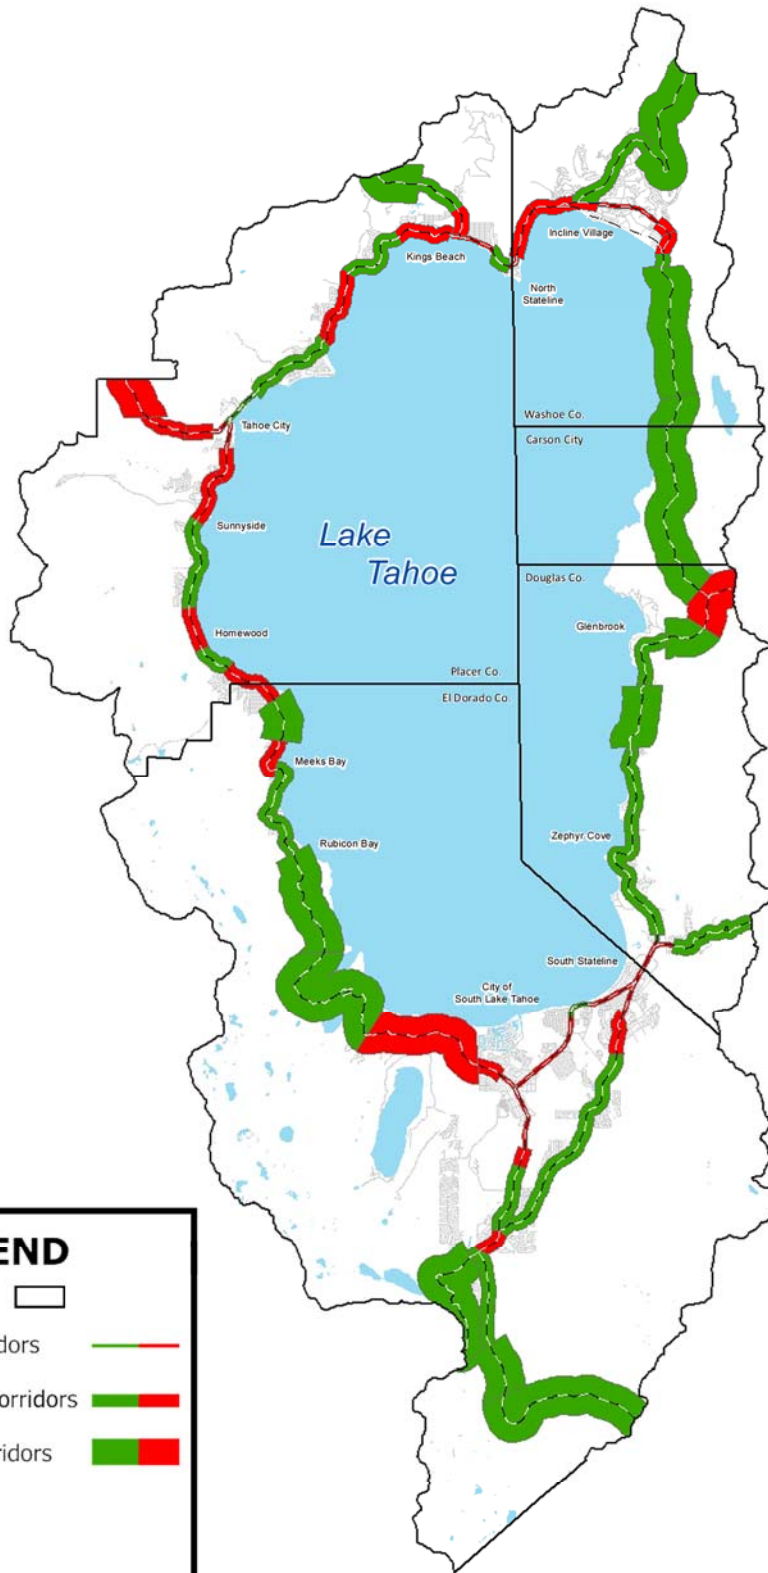 Incline Village
Kings Beach
North
Stateline
Washoe Co.
Carson City
Tahoe City
Sunnyside
Lake
Tahoe
Douglas Co.
Glenbrook
Homewood
Placer Co.
El Dorado Co.
Meeks Bay
Rubicon Bay
Zephyr Cove
South Stateline
City of
South Lake Tahoe
END
dors
orridors
ridors